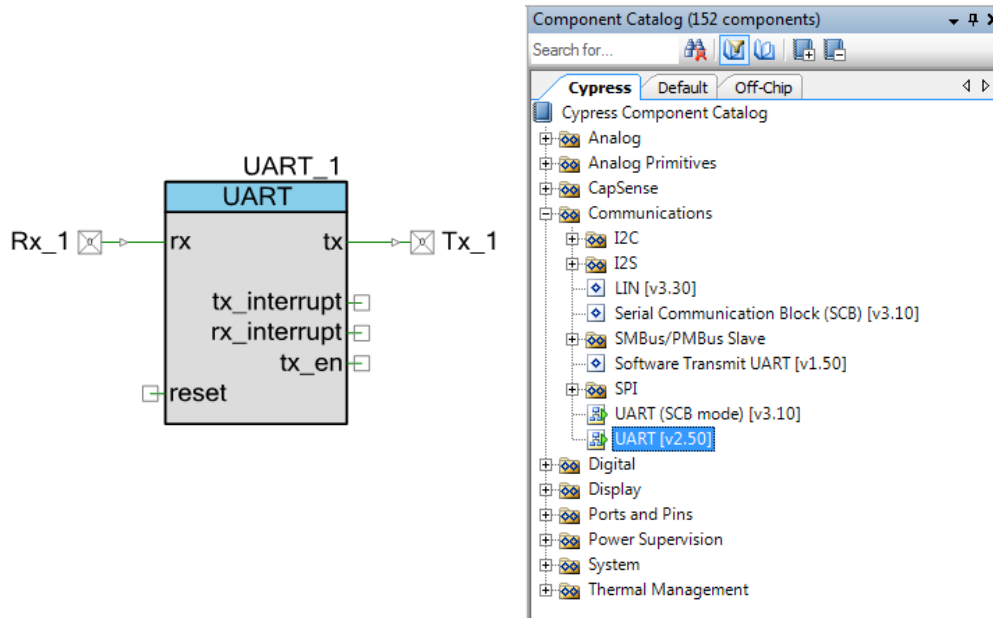 UART_1
UART
Rx_1
rx
tx
Tx_1
tx_interrupt
rx_interrupt
tx_en
reset
Component Catalog (152 components)
Search for...
Cypress Default Off-Chip
Cypress Component Catalog
Analog
Analog Primitives
CapSense
Communications
I2C
I2S
LIN [v3.30]
Serial Communication Block (SCB) [v3.10]
SMBus/PMBus Slave
Software Transmit UART [v1.50]
SPI
UART (SCB mode) [v3.10]
UART [v2.50]
Digital
Display
Ports and Pins
Power Supervision
System
Thermal Management